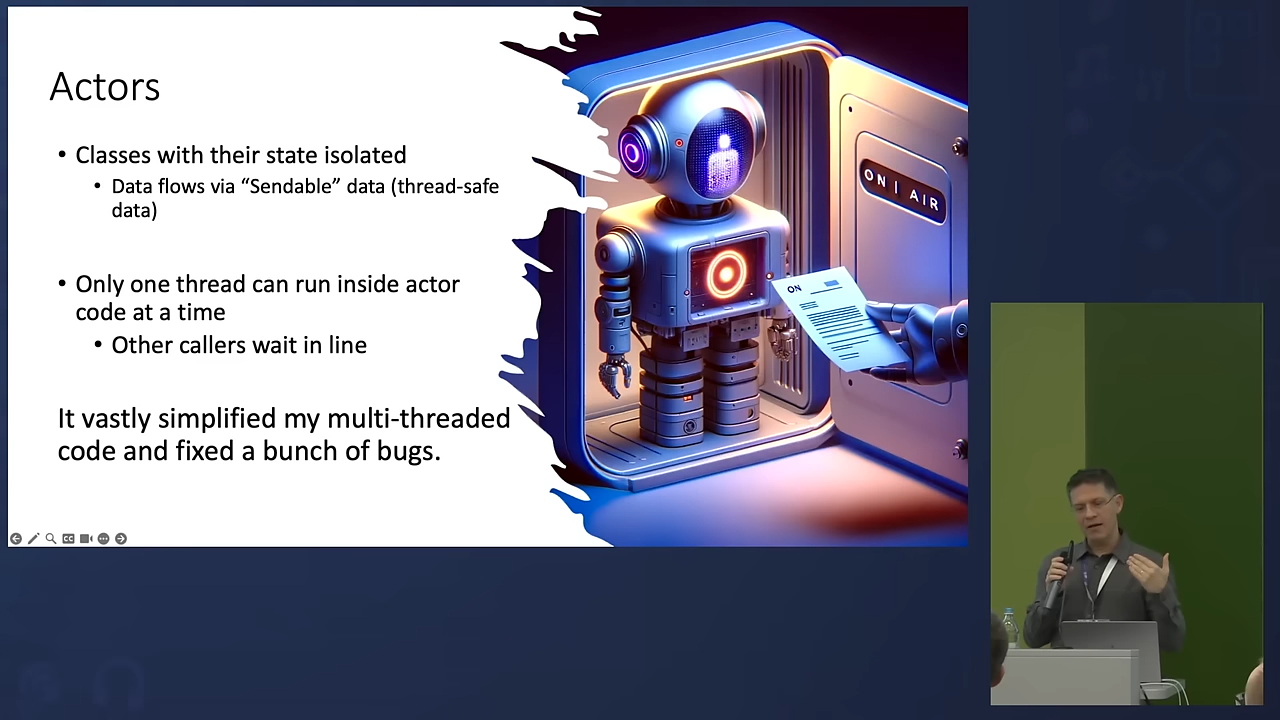 Actors
• Classes with their state isolated
• Data flows via “Sendable” data (thread-safe
data)
• Only one thread can run inside actor
code at a time
• Other callers wait in line
It vastly simplified my multi-threaded
code and fixed a bunch of bugs.
ON | AIR
ON
CC